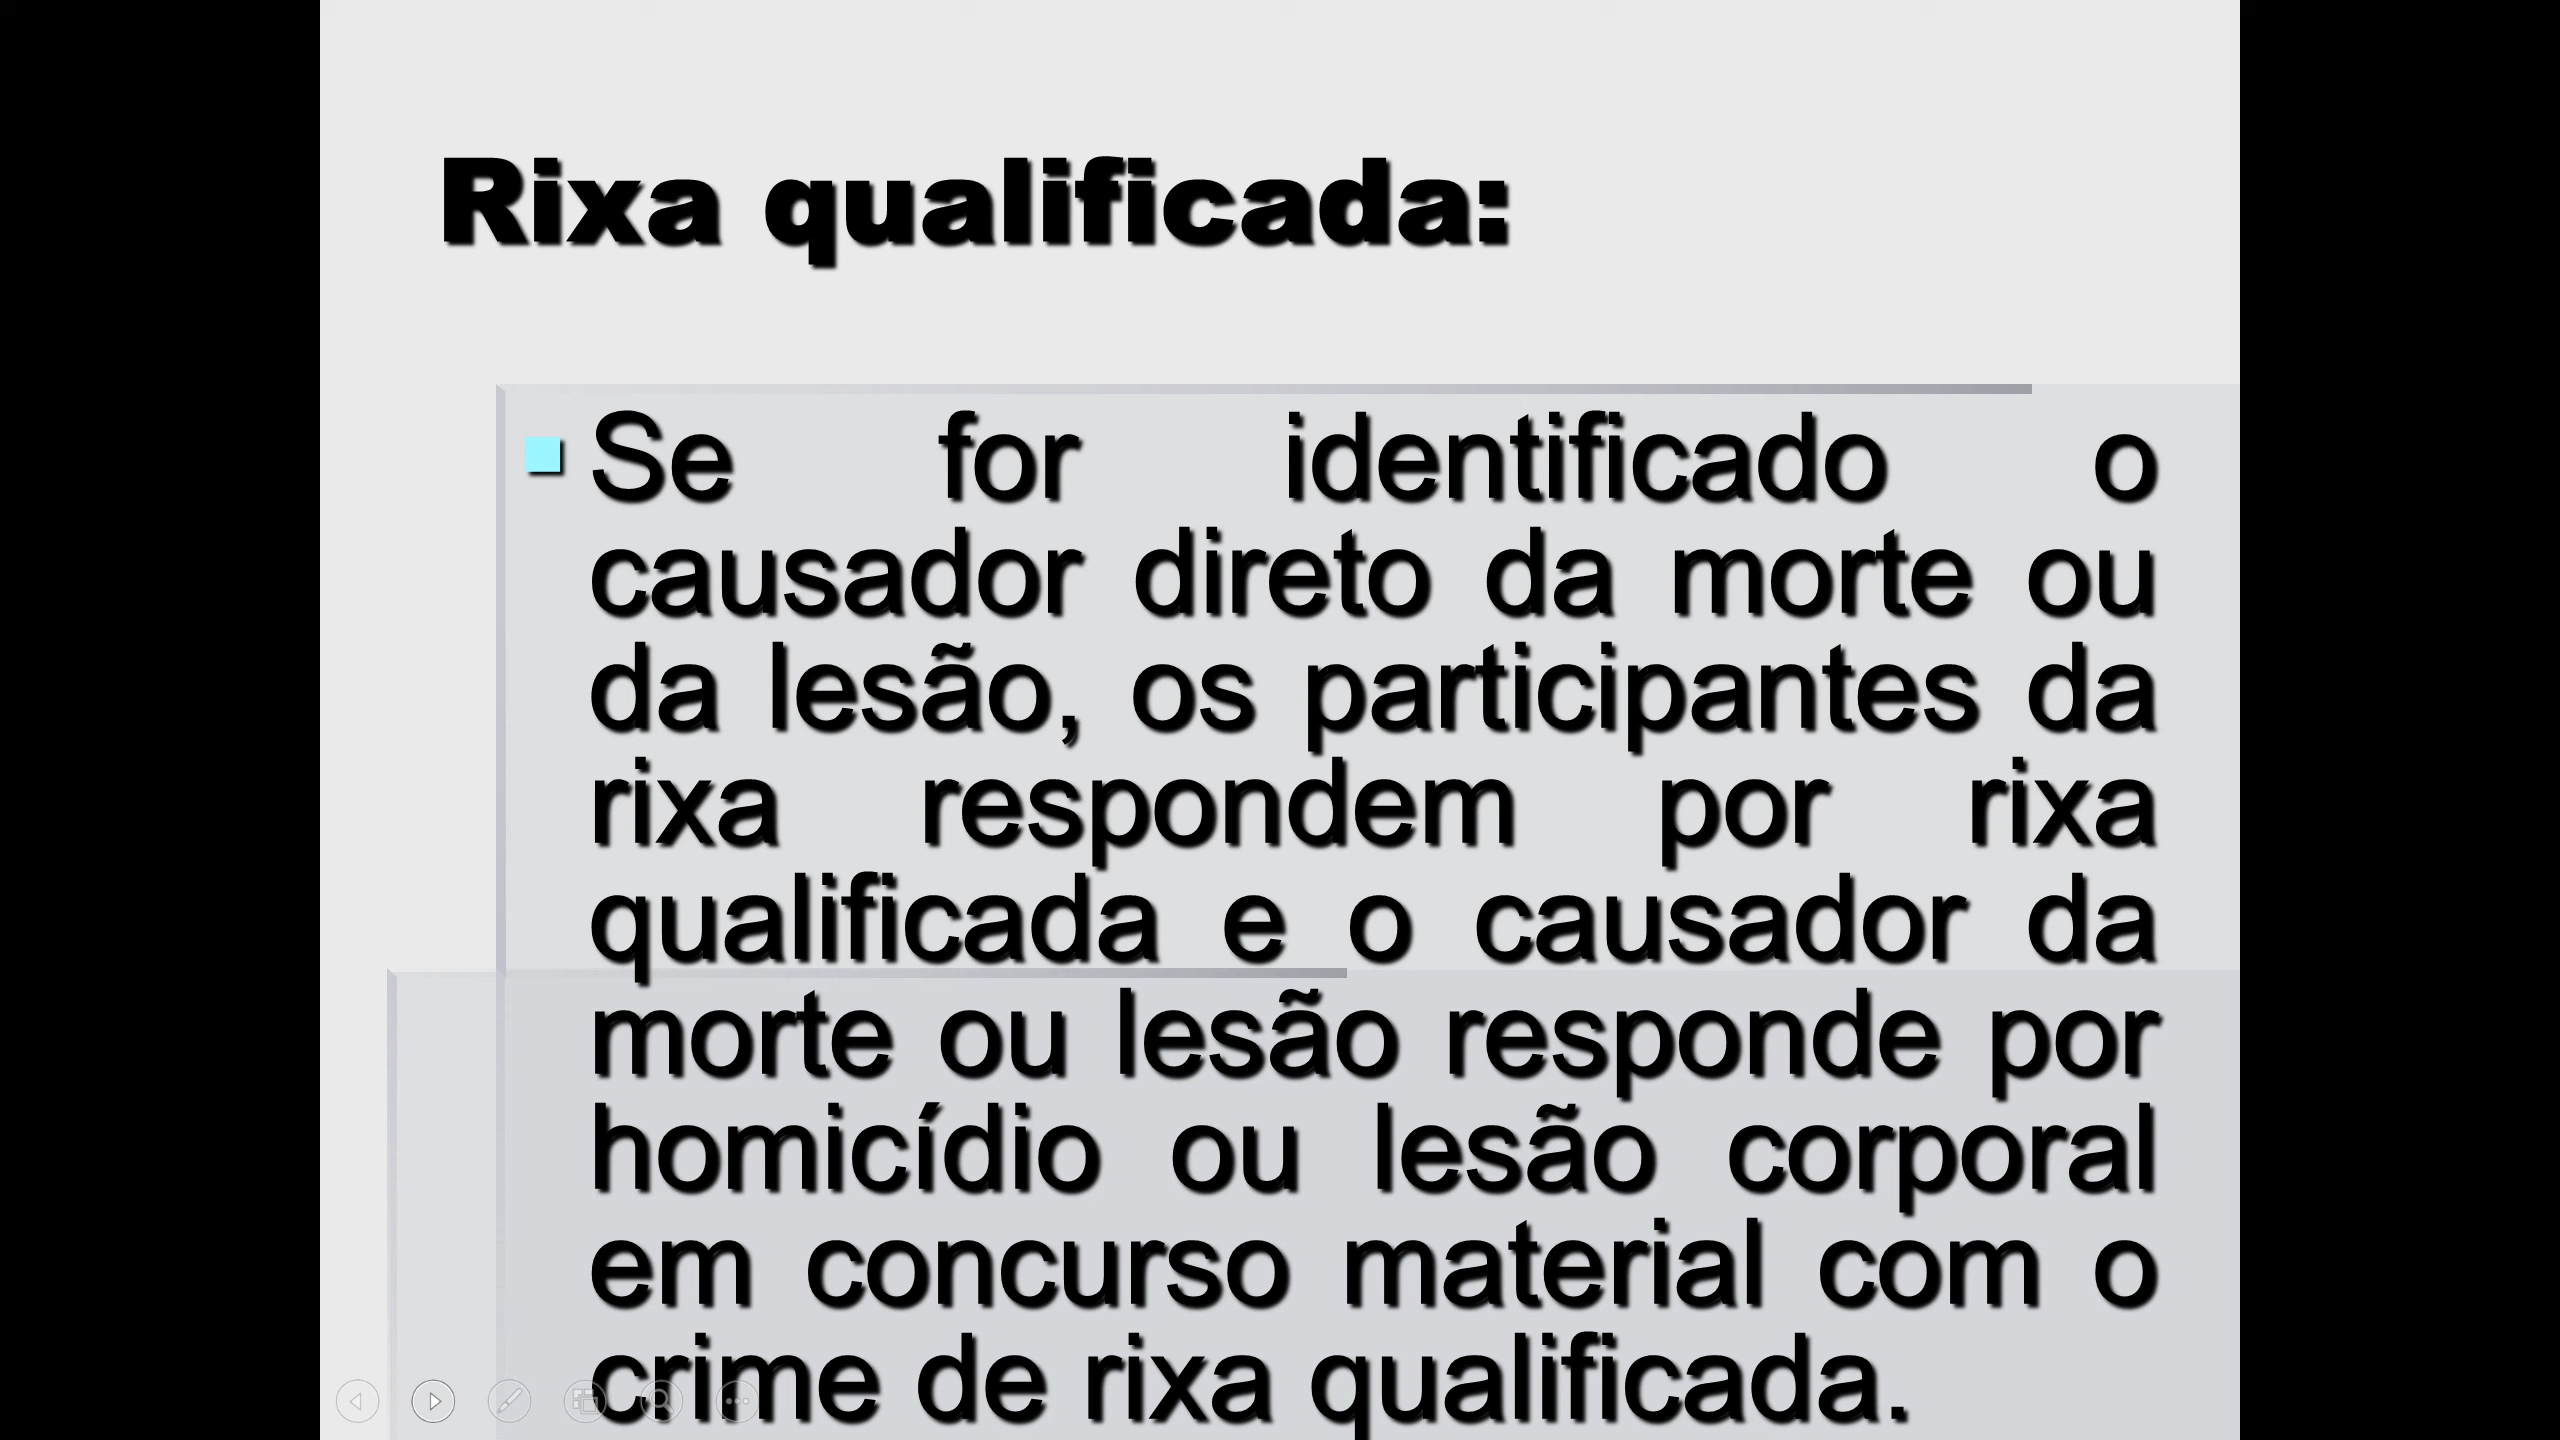 Rixa qualificada:
Se for identificado o
causador direto da morte ou
da lesão, os participantes da
rixa respondem por rixa
qualificada e o causador da
morte ou lesão responde por
homicídio ou lesão corporal
em concurso material com o
crime de rixa qualificada.